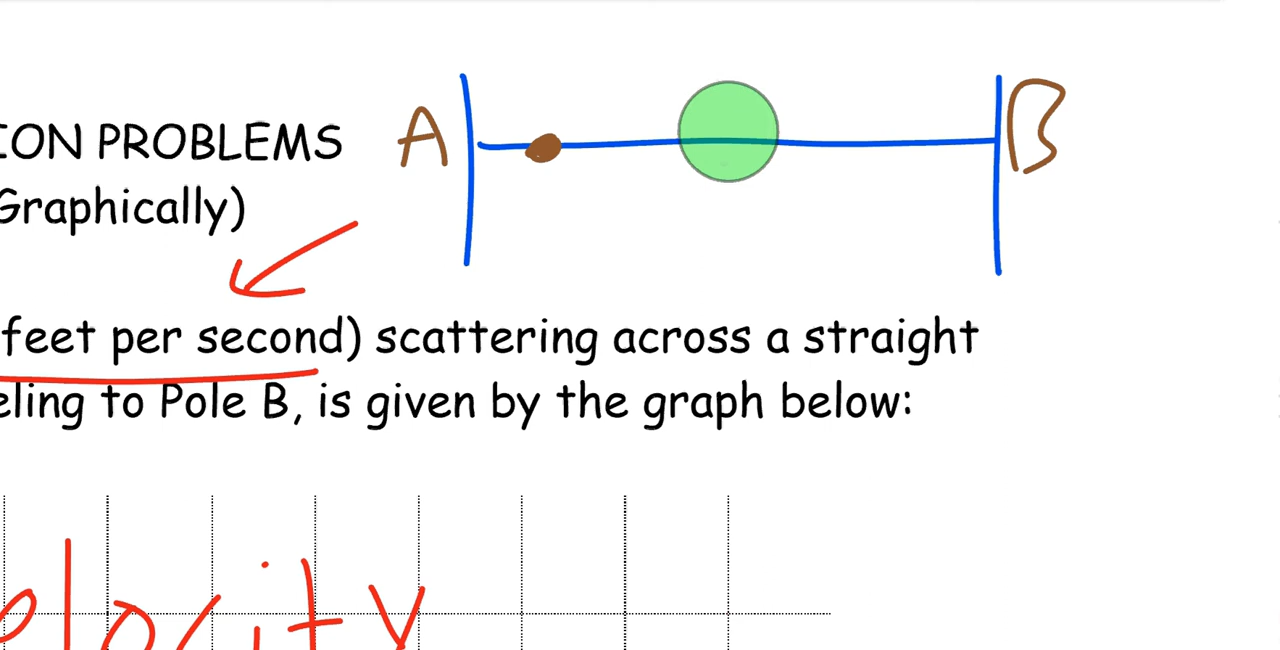 ION PROBLEMS
Graphically)
A
B
feet per second) scattering across a straight
eling to Pole B, is given by the graph below:
elocity